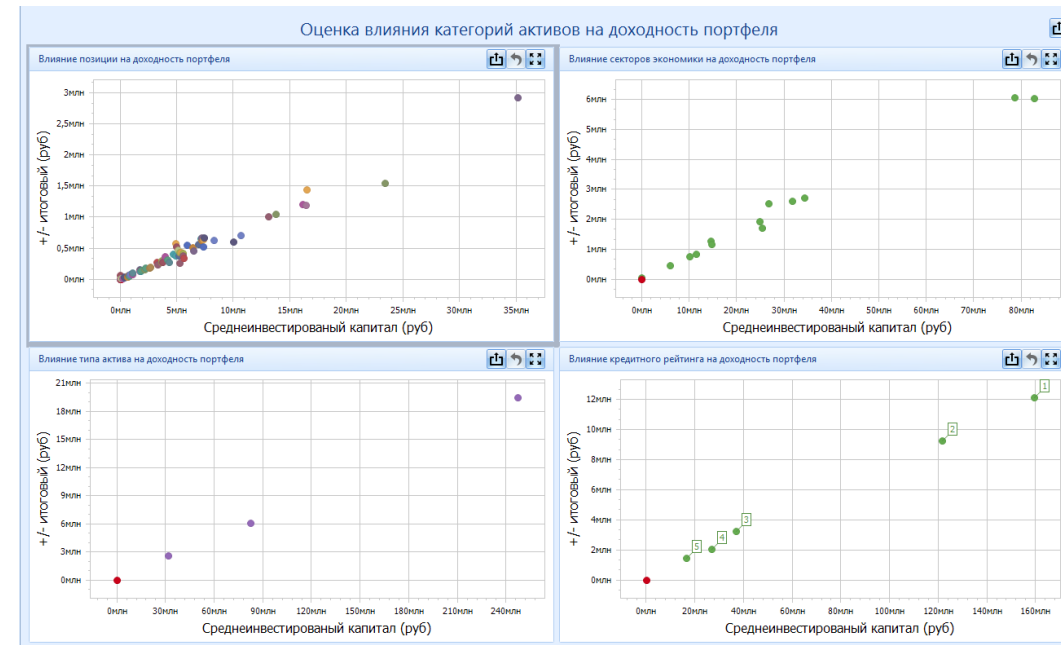 Оценка влияния категорий активов на доходность портфеля
Влияние позиции на доходность портфеля
3млн
2,5млн
2млн
1,5млн
1млн
0,5млн
0млн
+/- итоговый (руб)
0млн 5млн 10млн 15млн 20млн 25млн 30млн 35млн
Среднеинвестированый капитал (руб)
Влияние секторов экономики на доходность портфеля
6млн
5млн
4млн
3млн
2млн
1млн
0млн
+/- итоговый (руб)
0млн 10млн 20млн 30млн 40млн 50млн 60млн 70млн 80млн
Среднеинвестированый капитал (руб)
Влияние типа актива на доходность портфеля
21млн
18млн
15млн
12млн
9млн
6млн
3млн
0млн
+/- итоговый (руб)
0млн 30млн 60млн 90млн 120млн 150млн 180млн 210млн 240млн
Среднеинвестированый капитал (руб)
Влияние кредитного рейтинга на доходность портфеля
12млн
10млн
8млн
6млн
4млн
2млн
0млн
+/- итоговый (руб)
1
2
3
4
5
0млн 20млн 40млн 60млн 80млн 100млн 120млн 140млн 160млн
Среднеинвестированый капитал (руб)